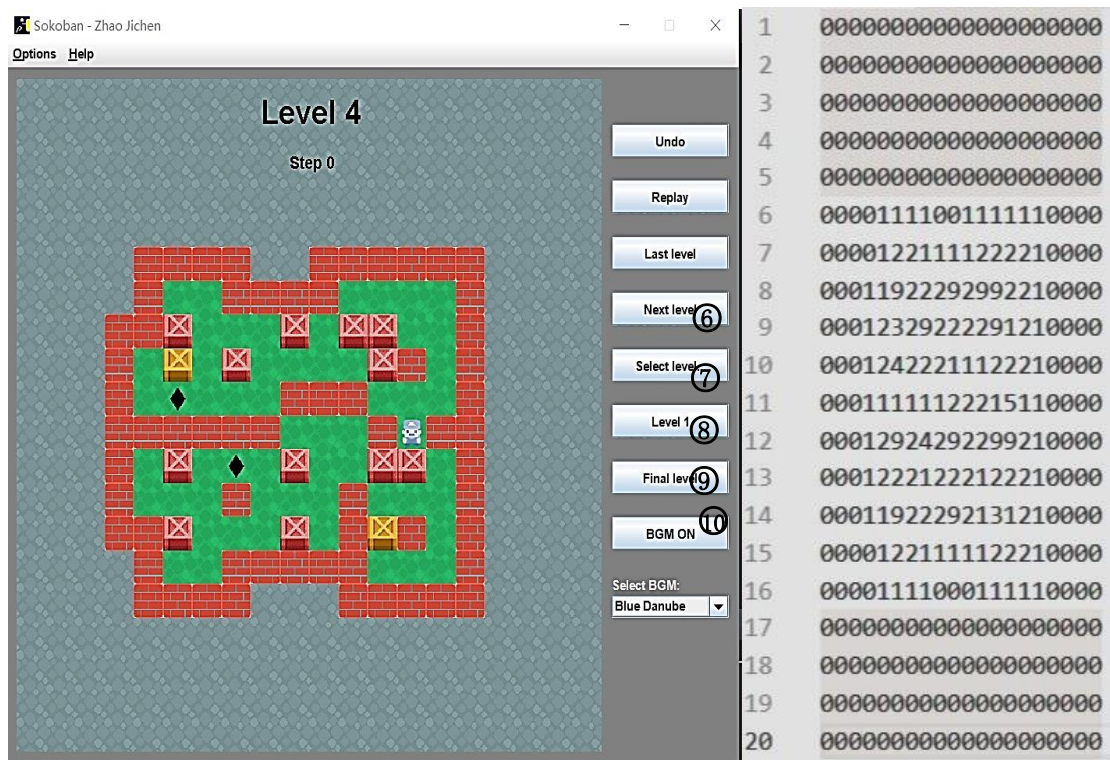 Sokoban - Zhao Jichen
Options Help
Level 4
Step 0
Undo
Replay
Last level
Next level ⑥
Select level ⑦
Level 1 ⑧
Final level ⑨
BGM ON ⑩
Select BGM:
Blue Danube
1 00000000000000000000
2 00000000000000000000
3 00000000000000000000
4 00000000000000000000
5 00000000000000000000
6 00001111001111110000
7 00001221111222210000
8 00011922292992210000
9 00012329222291210000
10 00012422211122210000
11 00011111122215110000
12 00012924292299210000
13 00012221222122210000
14 00011922292131210000
15 00001221111122210000
16 00001111000111110000
17 00000000000000000000
18 00000000000000000000
19 00000000000000000000
20 00000000000000000000